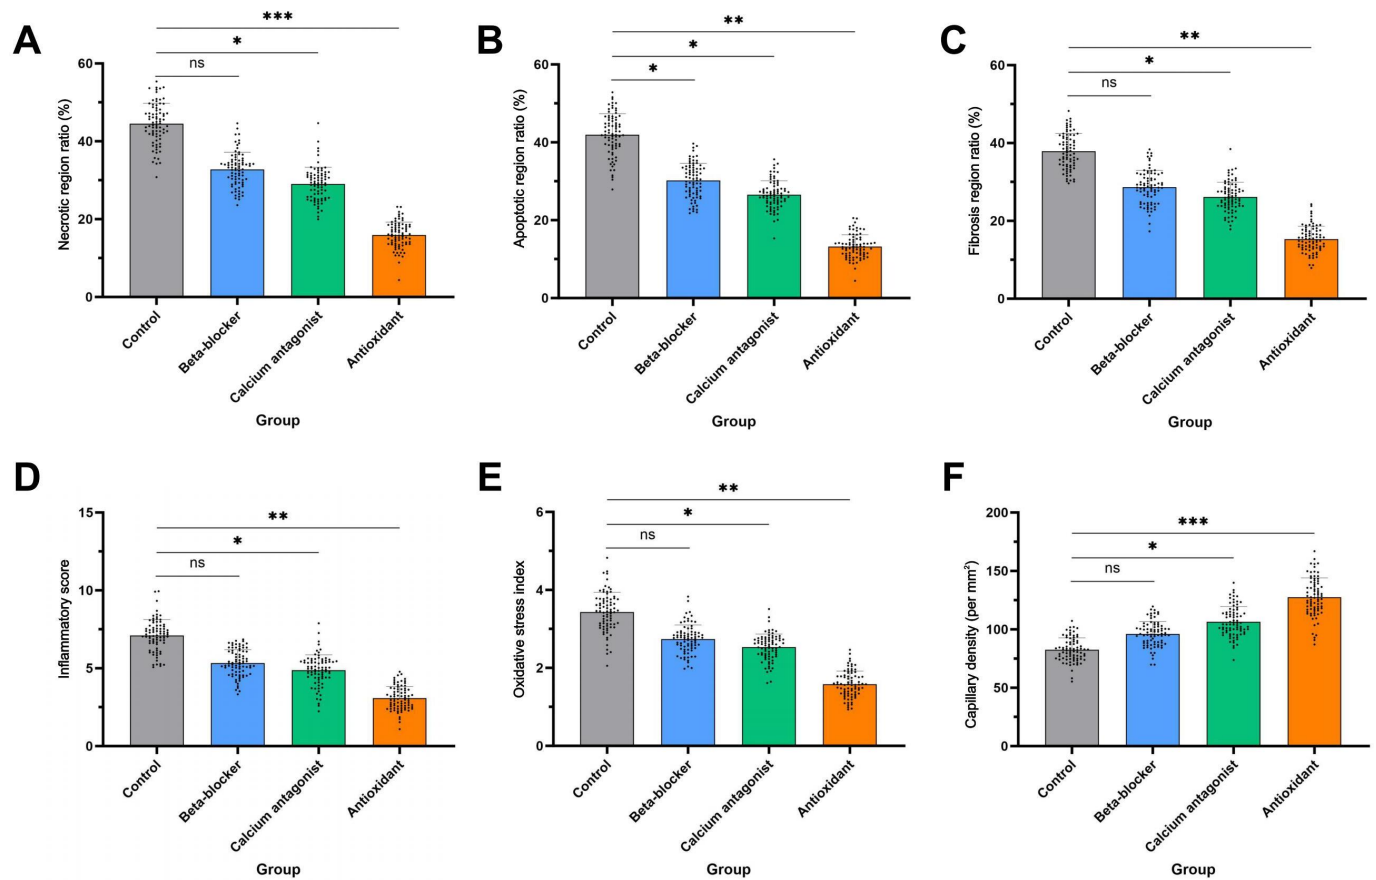 A
***
*
ns
Necrotic region ratio (%)
60
40
20
0
Control
Beta-blocker
Calcium antagonist
Antioxidant
Group
B
**
*
*
Apoptotic region ratio (%)
60
40
20
0
Control
Beta-blocker
Calcium antagonist
Antioxidant
Group
C
**
*
ns
Fibrosis region ratio (%)
60
40
20
0
Control
Beta-blocker
Calcium antagonist
Antioxidant
Group
D
**
*
ns
Inflammatory score
15
10
5
0
Control
Beta-blocker
Calcium antagonist
Antioxidant
Group
E
**
*
ns
Oxidative stress index
6
4
2
0
Control
Beta-blocker
Calcium antagonist
Antioxidant
Group
F
***
*
ns
Capillary density (per mm²)
200
150
100
50
0
Control
Beta-blocker
Calcium antagonist
Antioxidant
Group